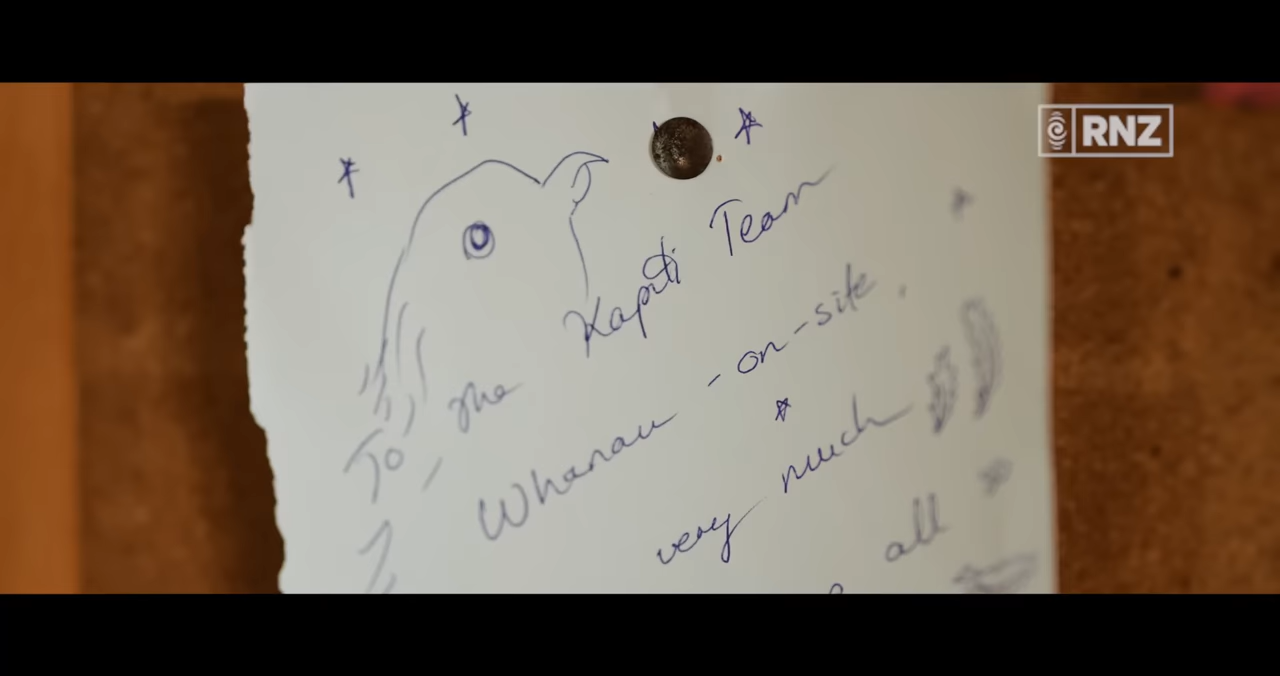 RNZ
To the Kapiti Team
- Whanau - on - site.
very much
all